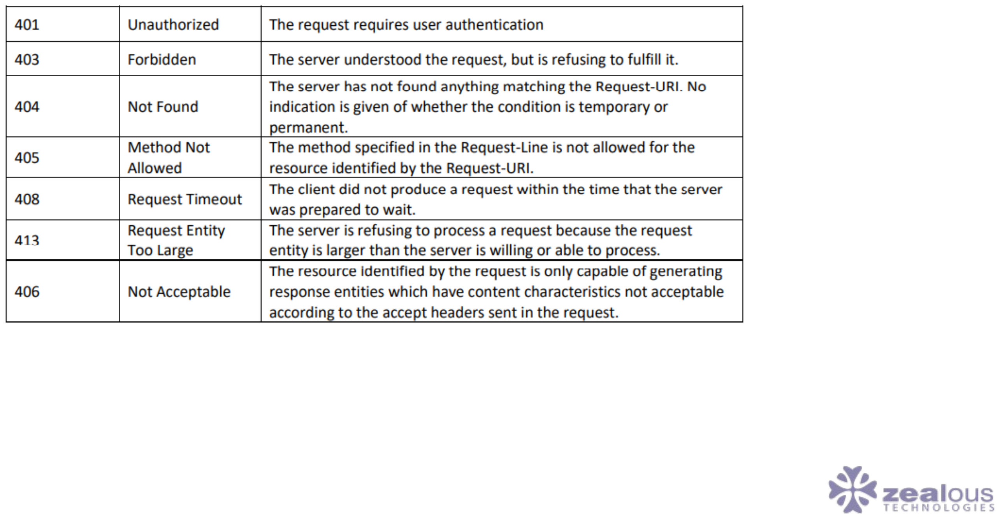 401 Unauthorized The request requires user authentication
403 Forbidden The server understood the request, but is refusing to fulfill it.
404 Not Found The server has not found anything matching the Request-URI. No
indication is given of whether the condition is temporary or
permanent.
405 Method Not
Allowed
The method specified in the Request-Line is not allowed for the
resource identified by the Request-URI.
408 Request Timeout The client did not produce a request within the time that the server
was prepared to wait.
413 Request Entity
Too Large
The server is refusing to process a request because the request
entity is larger than the server is willing or able to process.
406 Not Acceptable The resource identified by the request is only capable of generating
response entities which have content characteristics not acceptable
according to the accept headers sent in the request.
zealous
TECHNOLOGIES